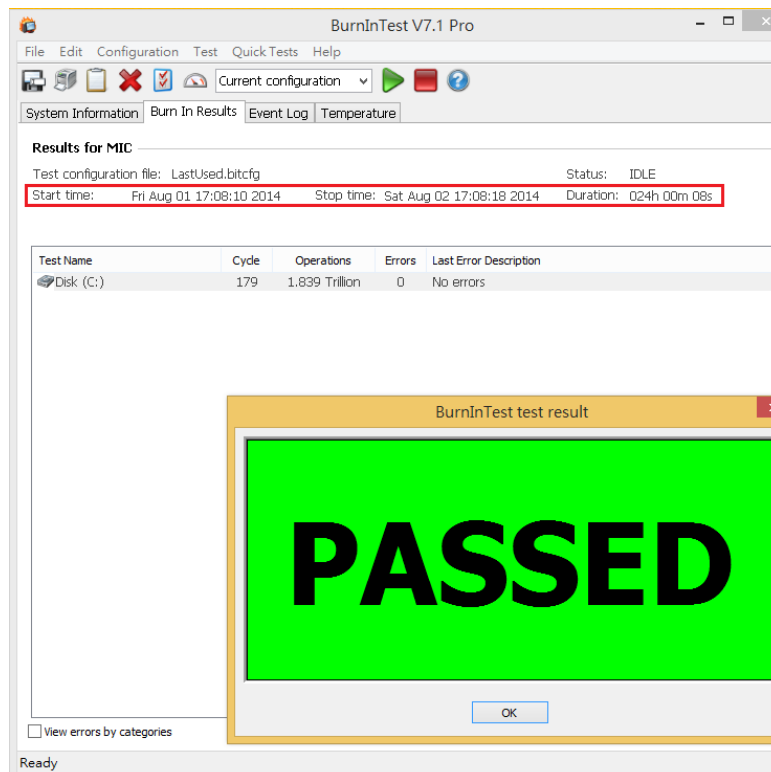 BurnInTest V7.1 Pro
File Edit Configuration Test Quick Tests Help
Current configuration
System Information Burn In Results Event Log Temperature
Results for MIC
Test configuration file: LastUsed.bitcfg Status: IDLE
Start time: Fri Aug 01 17:08:10 2014 Stop time: Sat Aug 02 17:08:18 2014 Duration: 024h 00m 08s
Test Name Cycle Operations Errors Last Error Description
Disk (C:) 179 1.839 Trillion 0 No errors
BurnInTest test result
PASSED
OK
View errors by categories
Ready